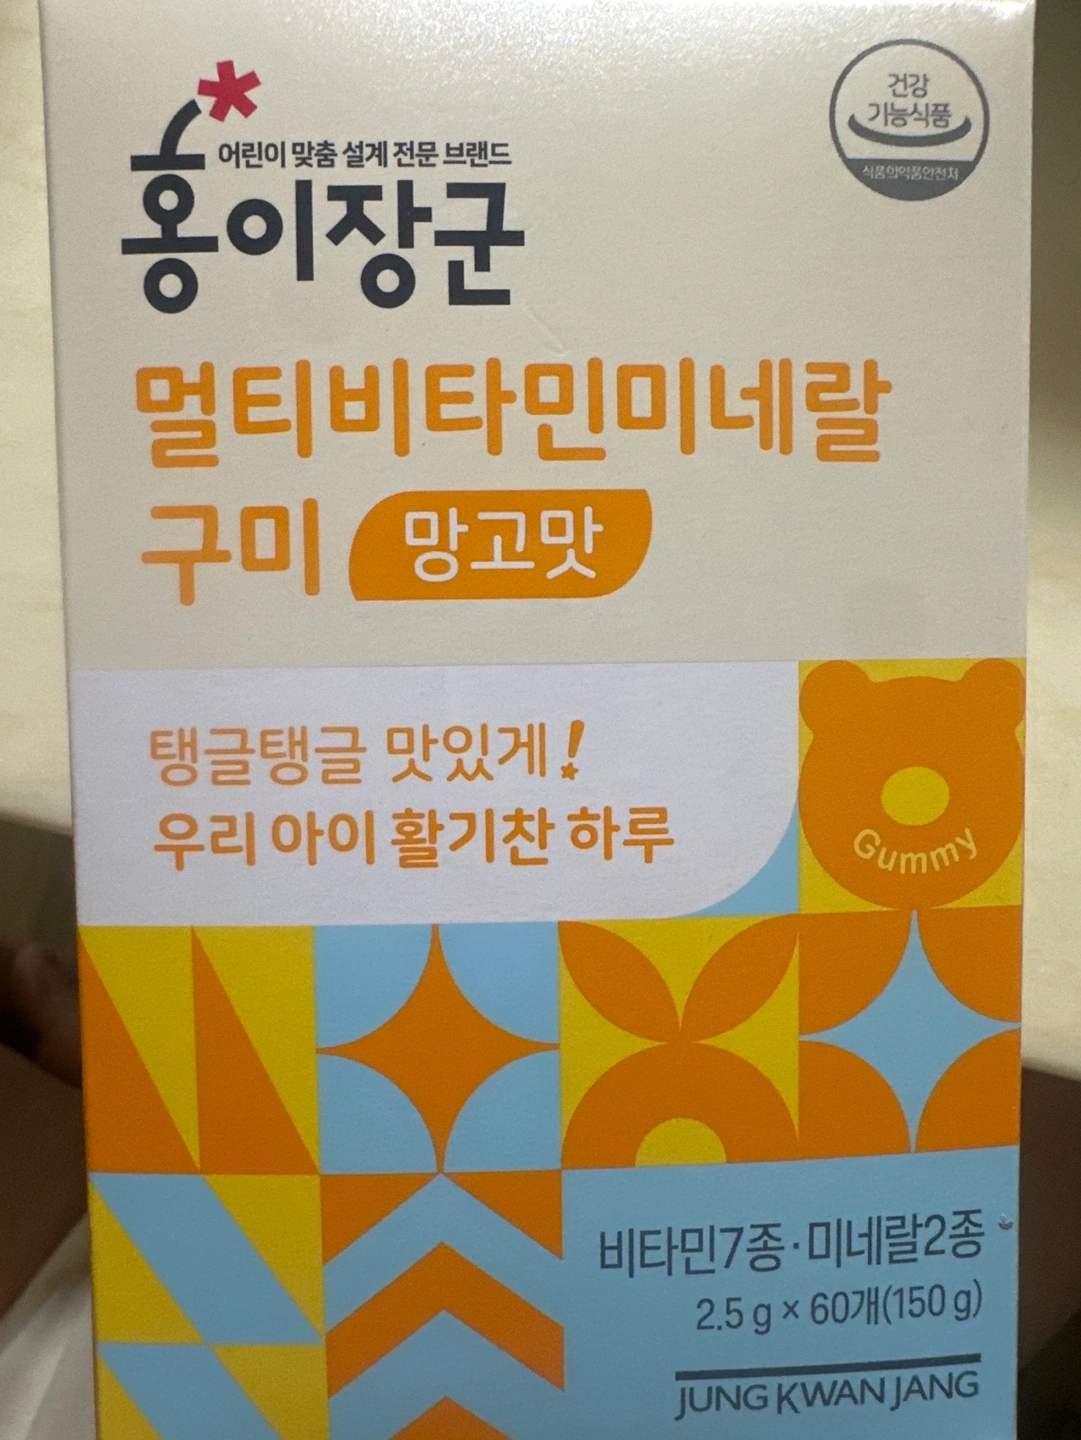 건강
기능식품
식품의약품안전처
어린이 맞춤 설계 전문 브랜드
홍이장군
멀티비타민미네랄
구미 망고맛
탱글탱글 맛있게!
우리 아이 활기찬 하루
Gummy
비타민7종·미네랄2종
2.5 g × 60개(150 g)
JUNG KWAN JANG